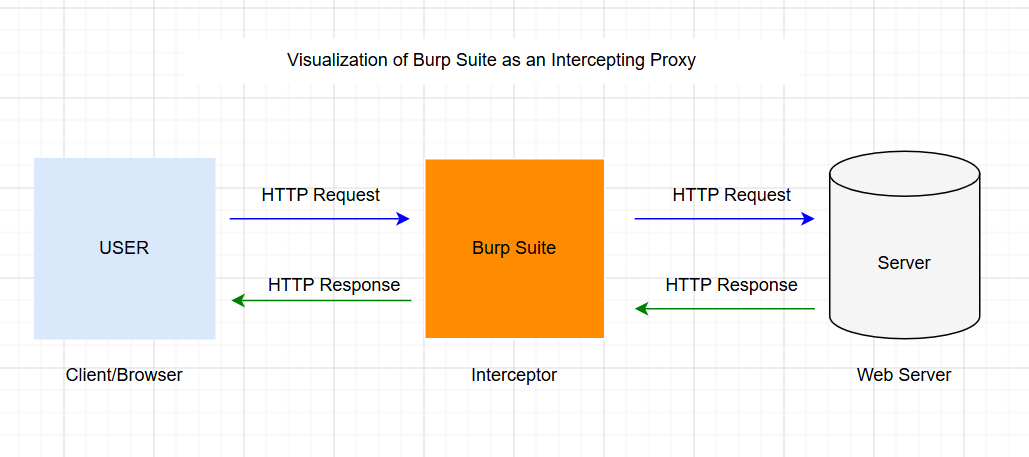 Visualization of Burp Suite as an Intercepting Proxy
HTTP Request
HTTP Request
USER
Burp Suite
Server
HTTP Response
HTTP Response
Client/Browser
Interceptor
Web Server